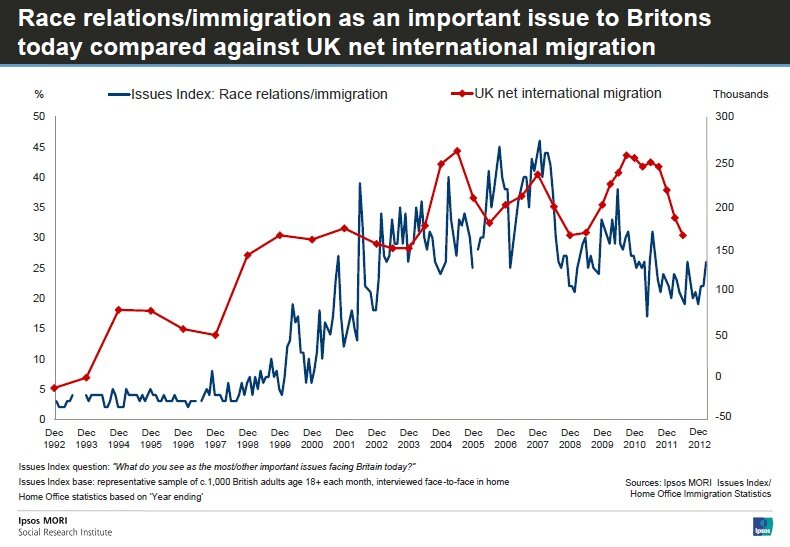 Race relations/immigration as an important issue to Britons
today compared against UK net international migration
%
Issues Index: Race relations/immigration
UK net international migration
Thousands
50
45
40
35
30
25
20
15
10
5
0
300
250
200
150
100
50
0
-50
Dec Dec Dec Dec Dec Dec Dec Dec Dec Dec Dec Dec Dec Dec Dec Dec Dec Dec Dec Dec Dec
1992 1993 1994 1995 1996 1997 1998 1999 2000 2001 2002 2003 2004 2005 2006 2007 2008 2009 2010 2011 2012
Issues Index question: "What do you see as the most/other important issues facing Britain today?"
Issues Index base: representative sample of c.1,000 British adults age 18+ each month, interviewed face-to-face in home
Home Office statistics based on 'Year ending'
Sources: Ipsos MORI Issues Index/
Home Office Immigration Statistics
Ipsos MORI
Social Research Institute
Ipsos